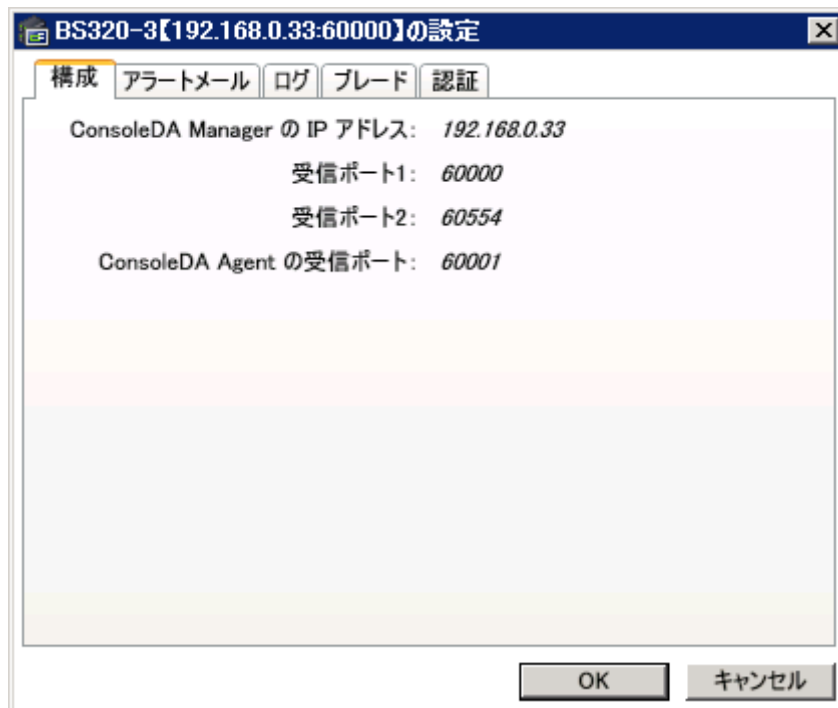 BS320-3【192.168.0.33:60000】の設定
構成 アラートメール ログ ブレード 認証
ConsoleDA Manager の IP アドレス: 192.168.0.33
受信ポート1: 60000
受信ポート2: 60554
ConsoleDA Agent の受信ポート: 60001
OK キャンセル